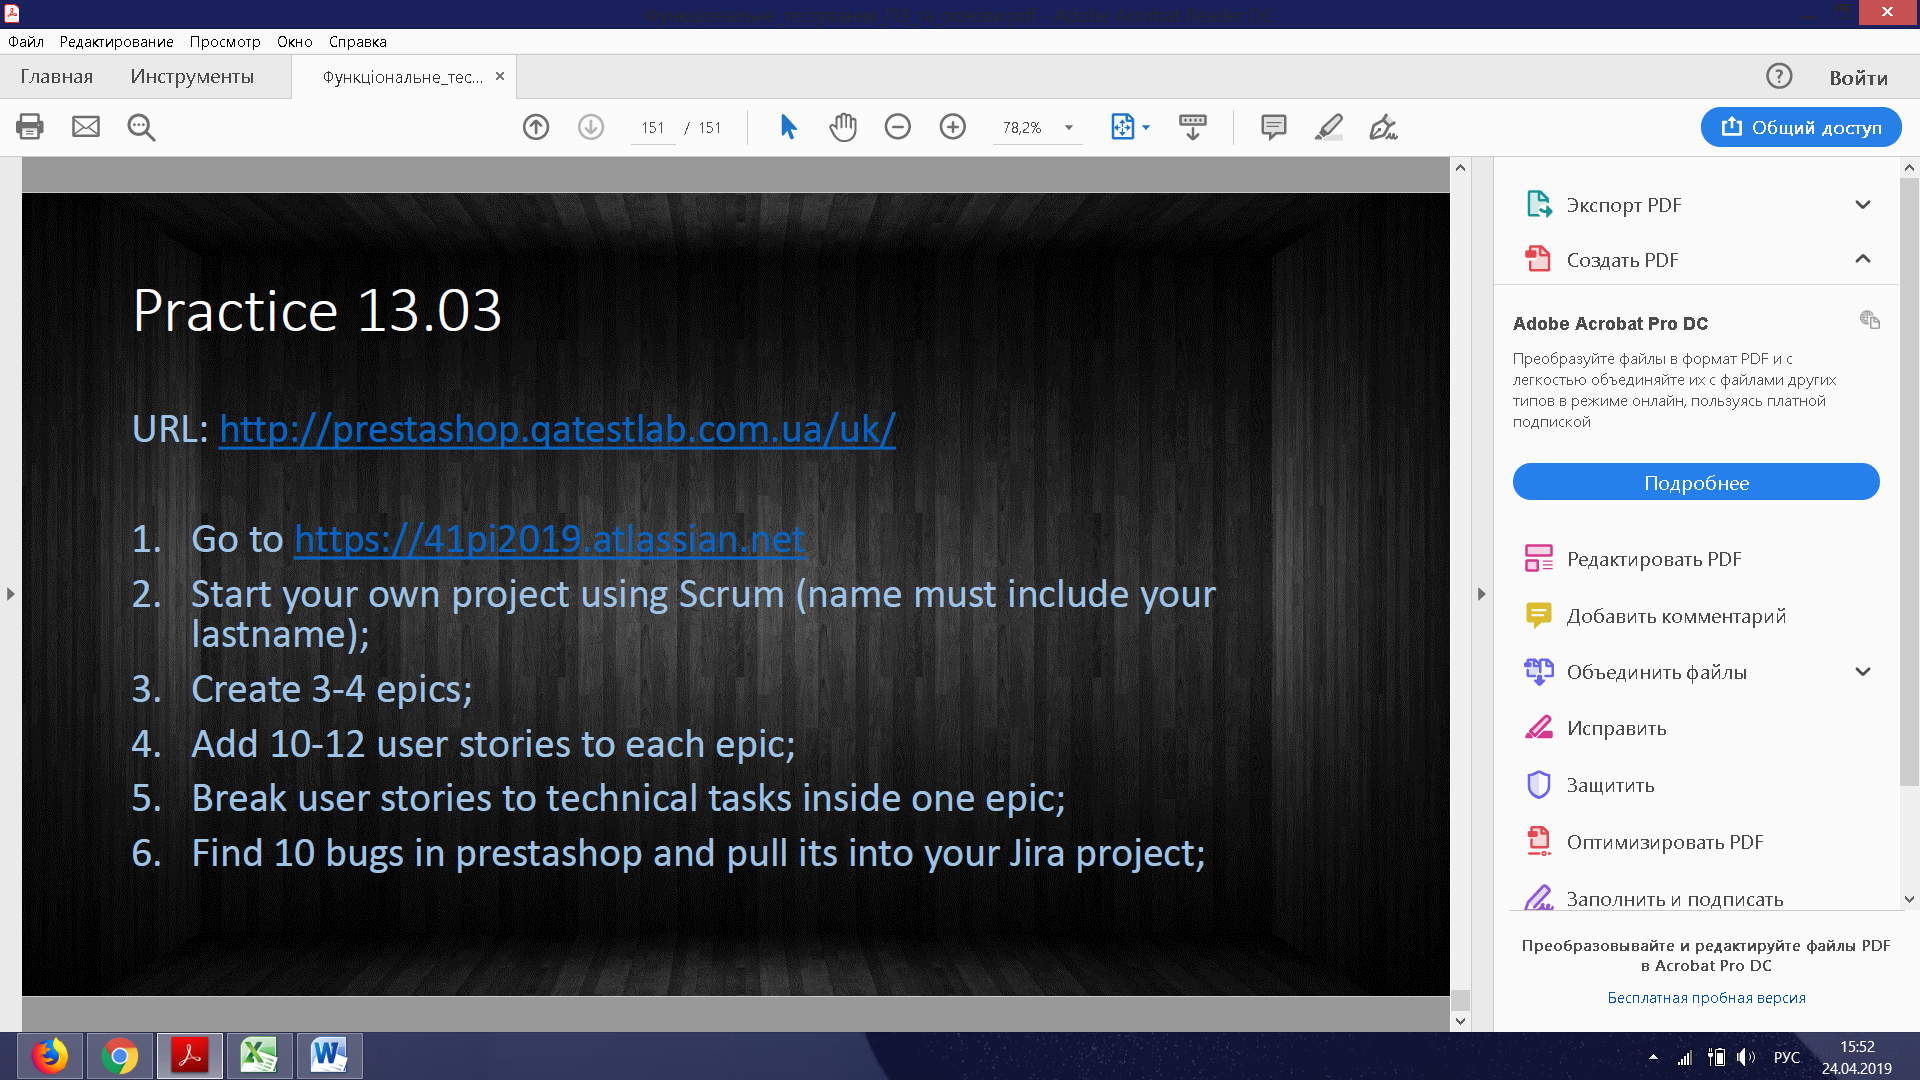 Файл Редактирование Просмотр Окно Справка
Главная Инструменты Функціональне_тес... Войти
151 / 151 78,2% Общий доступ
Practice 13.03
URL: http://prestashop.qatestlab.com.ua/uk/
1. Go to https://41pi2019.atlassian.net
2. Start your own project using Scrum (name must include your
lastname);
3. Create 3-4 epics;
4. Add 10-12 user stories to each epic;
5. Break user stories to technical tasks inside one epic;
6. Find 10 bugs in prestashop and pull its into your Jira project;
Экспорт PDF
Создать PDF
Adobe Acrobat Pro DC
Преобразуйте файлы в формат PDF и с
легкостью объединяйте их с файлами других
типов в режиме онлайн, пользуясь платной
подпиской
Подробнее
Редактировать PDF
Добавить комментарий
Объединить файлы
Исправить
Защитить
Оптимизировать PDF
Заполнить и подписать
Преобразовывайте и редактируйте файлы PDF
в Acrobat Pro DC
Бесплатная пробная версия
РУС
15:52
24.04.2019